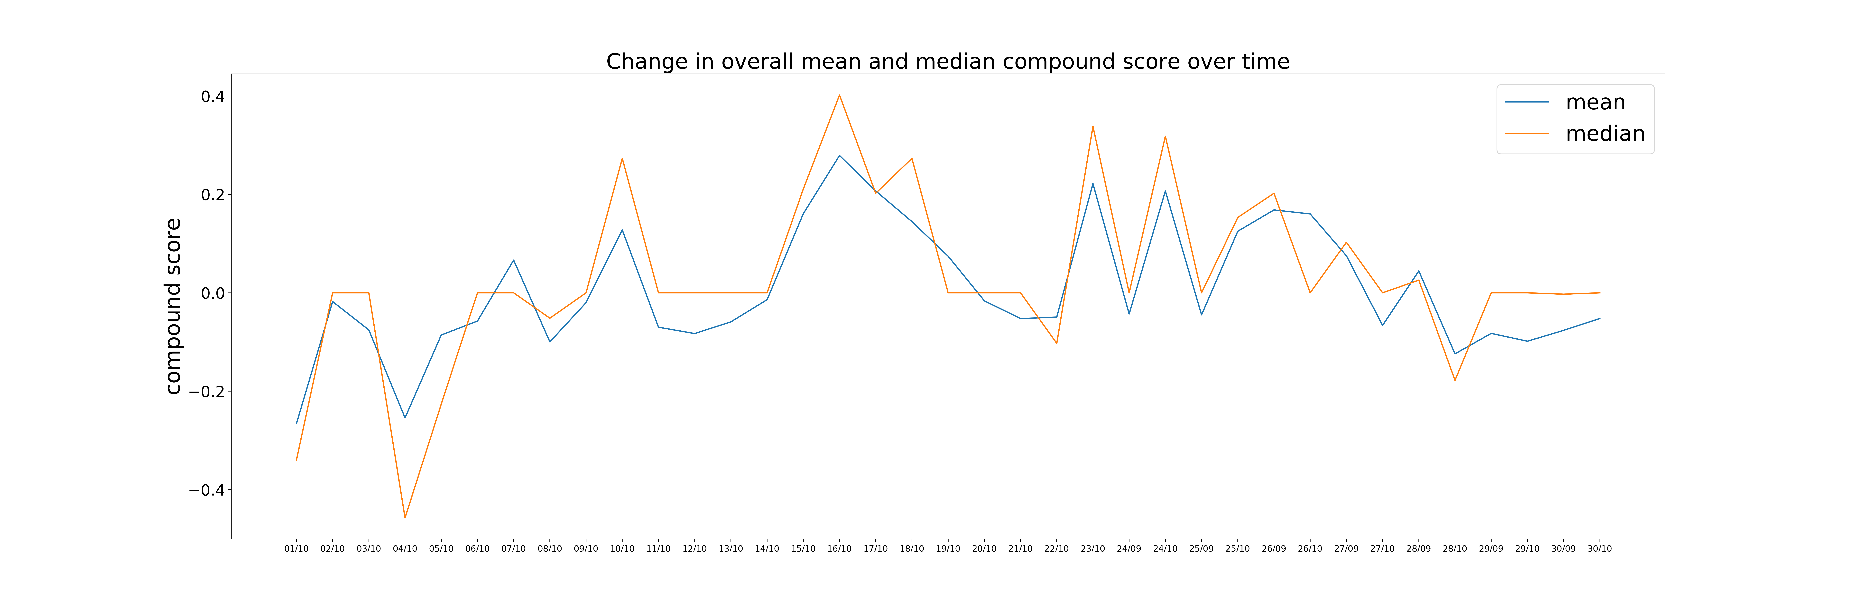 Change in overall mean and median compound score over time
mean
median
compound score
0.4
0.2
0.0
−0.2
−0.4
01/10 02/10 03/10 04/10 05/10 06/10 07/10 08/10 09/10 10/10 11/10 12/10 13/10 14/10 15/10 16/10 17/10 18/10 19/10 20/10 21/10 22/10 23/10 24/09 24/10 25/09 25/10 26/09 26/10 27/09 27/10 28/09 28/10 29/09 29/10 30/09 30/10